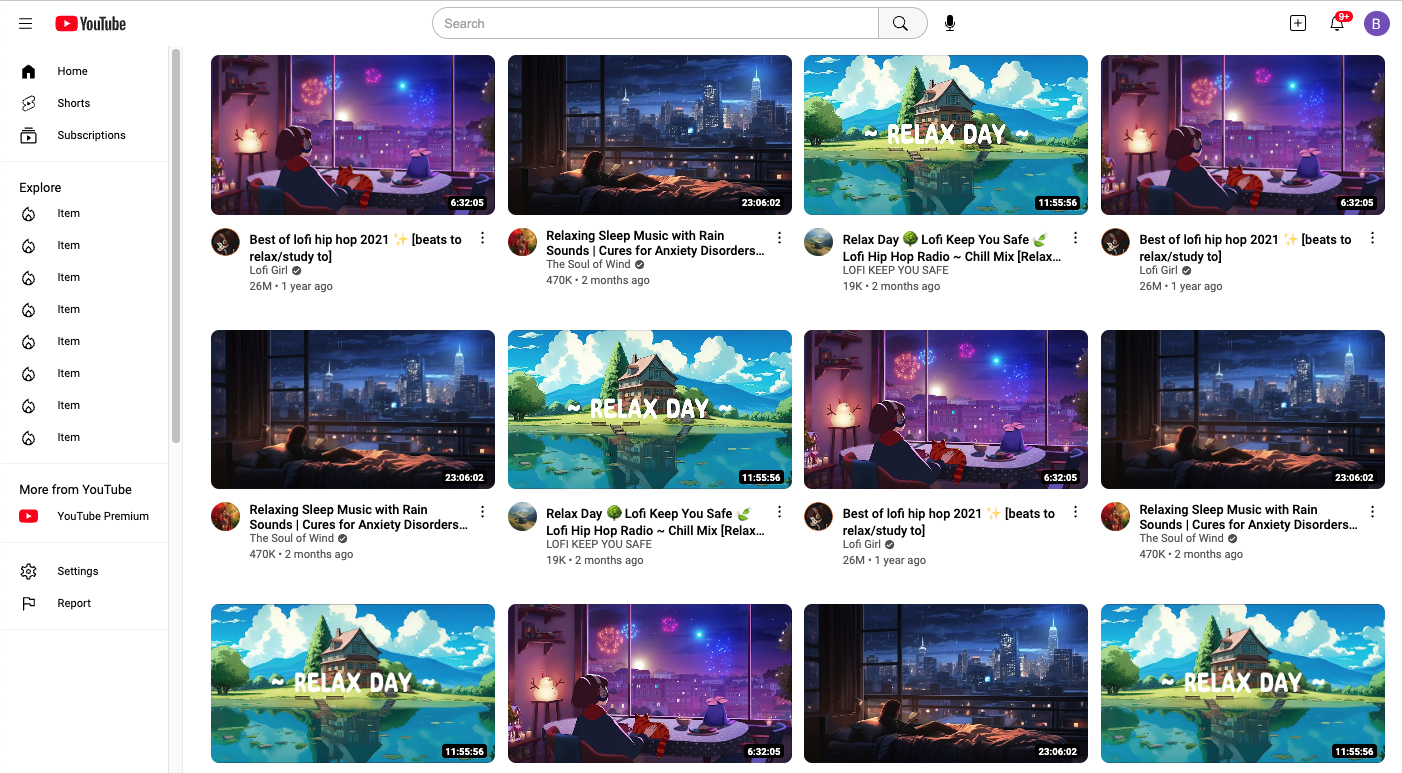 YouTube
Search
9+
B
Home
Shorts
Subscriptions
Explore
Item
Item
Item
Item
Item
Item
Item
Item
More from YouTube
YouTube Premium
Settings
Report
6:32:05
Best of lofi hip hop 2021 ✨ [beats to
relax/study to]
Lofi Girl
26M • 1 year ago
23:06:02
Relaxing Sleep Music with Rain
Sounds | Cures for Anxiety Disorders...
The Soul of Wind
470K • 2 months ago
~ RELAX DAY ~
11:55:56
Relax Day 🌳 Lofi Keep You Safe 🍃
Lofi Hip Hop Radio ~ Chill Mix [Relax...
LOFI KEEP YOU SAFE
19K • 2 months ago
6:32:05
Best of lofi hip hop 2021 ✨ [beats to
relax/study to]
Lofi Girl
26M • 1 year ago
23:06:02
Relaxing Sleep Music with Rain
Sounds | Cures for Anxiety Disorders...
The Soul of Wind
470K • 2 months ago
~ RELAX DAY ~
11:55:56
Relax Day 🌳 Lofi Keep You Safe 🍃
Lofi Hip Hop Radio ~ Chill Mix [Relax...
LOFI KEEP YOU SAFE
19K • 2 months ago
6:32:05
Best of lofi hip hop 2021 ✨ [beats to
relax/study to]
Lofi Girl
26M • 1 year ago
23:06:02
Relaxing Sleep Music with Rain
Sounds | Cures for Anxiety Disorders...
The Soul of Wind
470K • 2 months ago
~ RELAX DAY ~
11:55:56
6:32:05
23:06:02
~ RELAX DAY ~
11:55:56